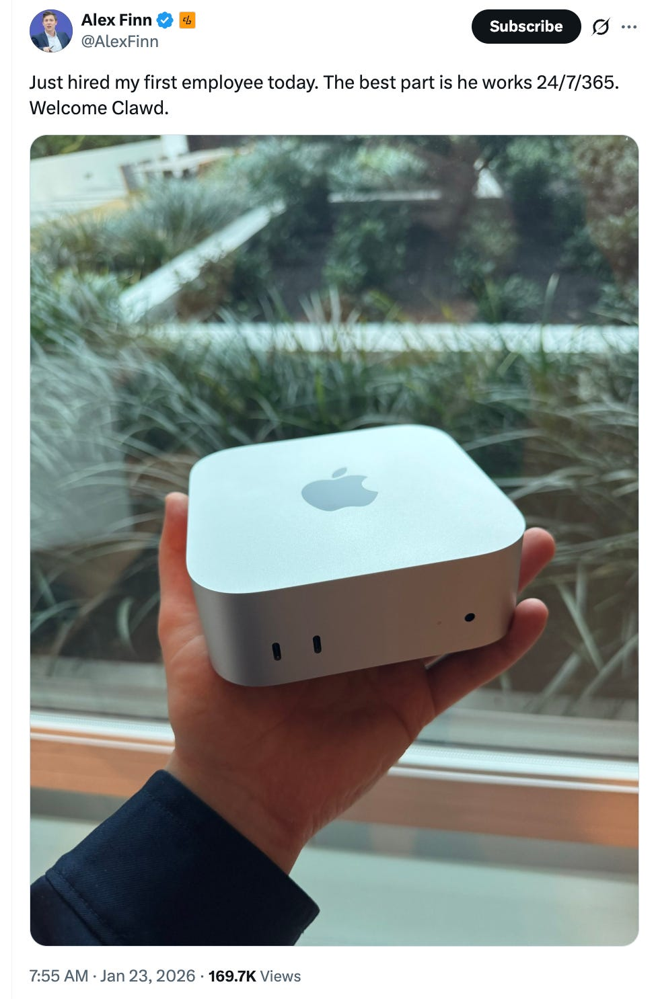 Alex Finn
Subscribe
@AlexFinn
Just hired my first employee today. The best part is he works 24/7/365.
Welcome Clawd.
7:55 AM · Jan 23, 2026 · 169.7K Views